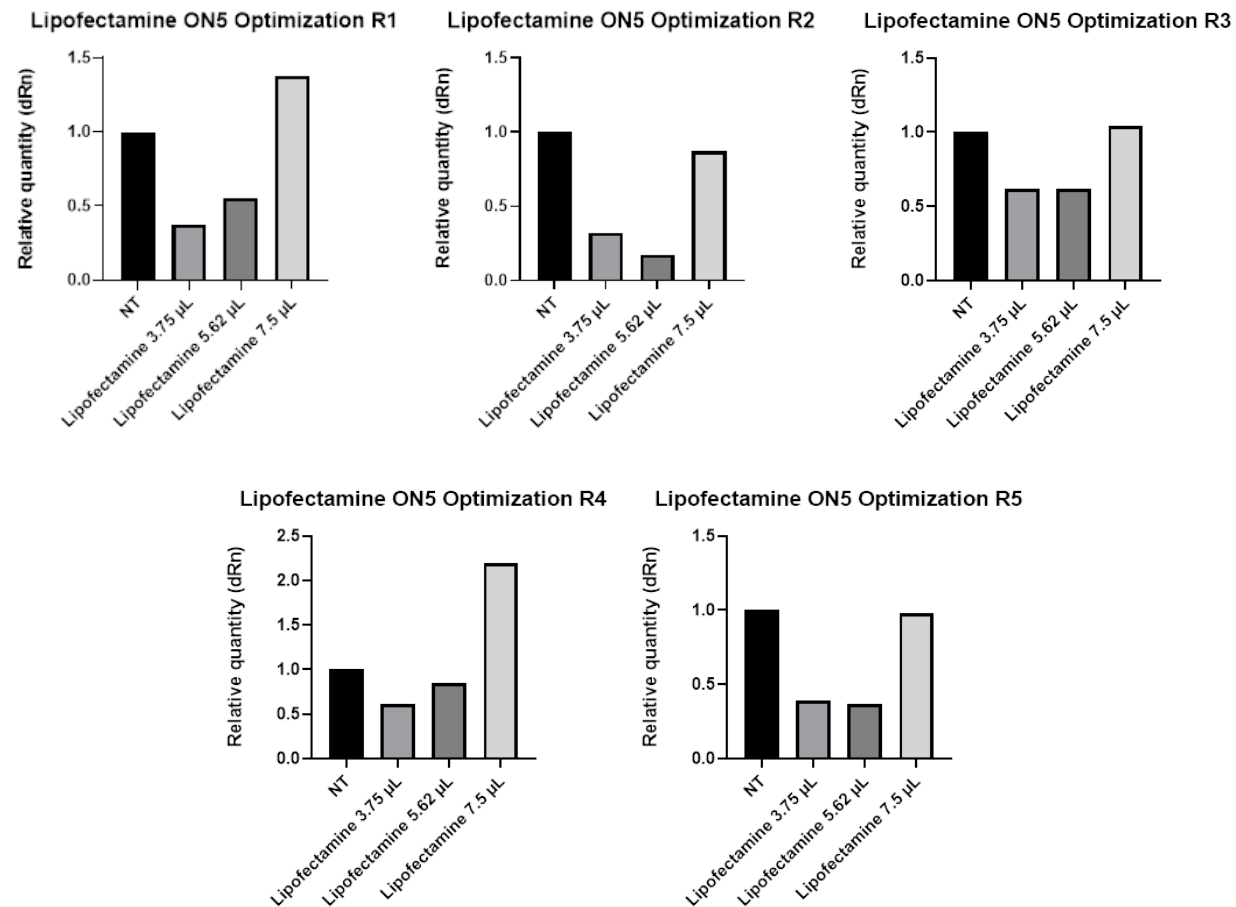 Lipofectamine ON5 Optimization R1
Relative quantity (dRn)
1.5
1.0
0.5
0.0
NT
Lipofectamine 3.75 µL
Lipofectamine 5.62 µL
Lipofectamine 7.5 µL
Lipofectamine ON5 Optimization R2
Relative quantity (dRn)
1.5
1.0
0.5
0.0
NT
Lipofectamine 3.75 µL
Lipofectamine 5.62 µL
Lipofectamine 7.5 µL
Lipofectamine ON5 Optimization R3
Relative quantity (dRn)
1.5
1.0
0.5
0.0
NT
Lipofectamine 3.75 µL
Lipofectamine 5.62 µL
Lipofectamine 7.5 µL
Lipofectamine ON5 Optimization R4
Relative quantity (dRn)
2.5
2.0
1.5
1.0
0.5
0.0
NT
Lipofectamine 3.75 µL
Lipofectamine 5.62 µL
Lipofectamine 7.5 µL
Lipofectamine ON5 Optimization R5
Relative quantity (dRn)
1.5
1.0
0.5
0.0
NT
Lipofectamine 3.75 µL
Lipofectamine 5.62 µL
Lipofectamine 7.5 µL